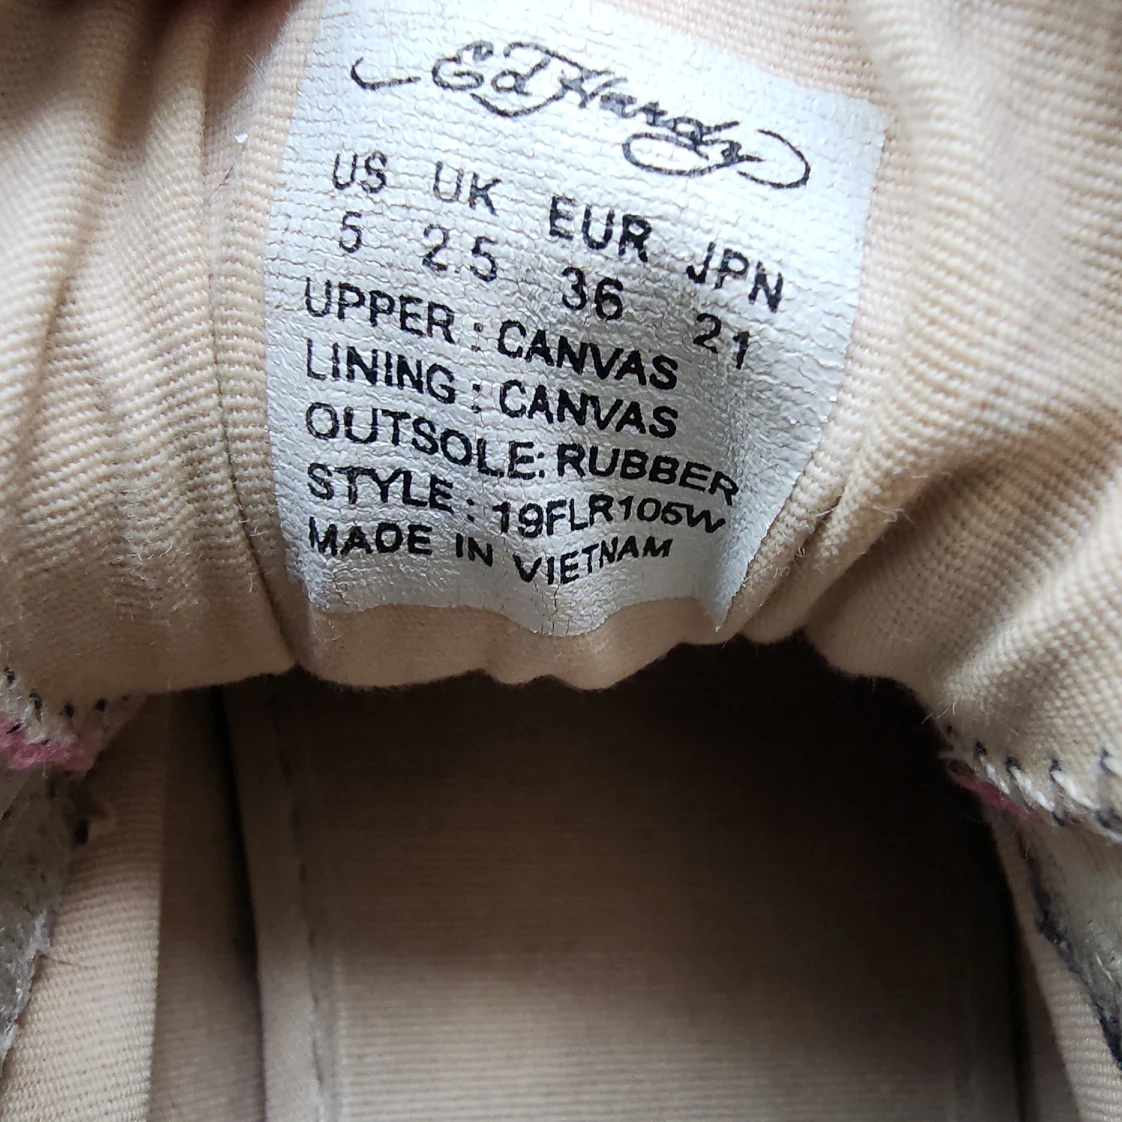 Ed Hardy
US UK EUR JPN
5 2.5 36 21
UPPER : CANVAS
LINING : CANVAS
OUTSOLE: RUBBER
STYLE : 19FLR106W
MADE IN VIETNAM